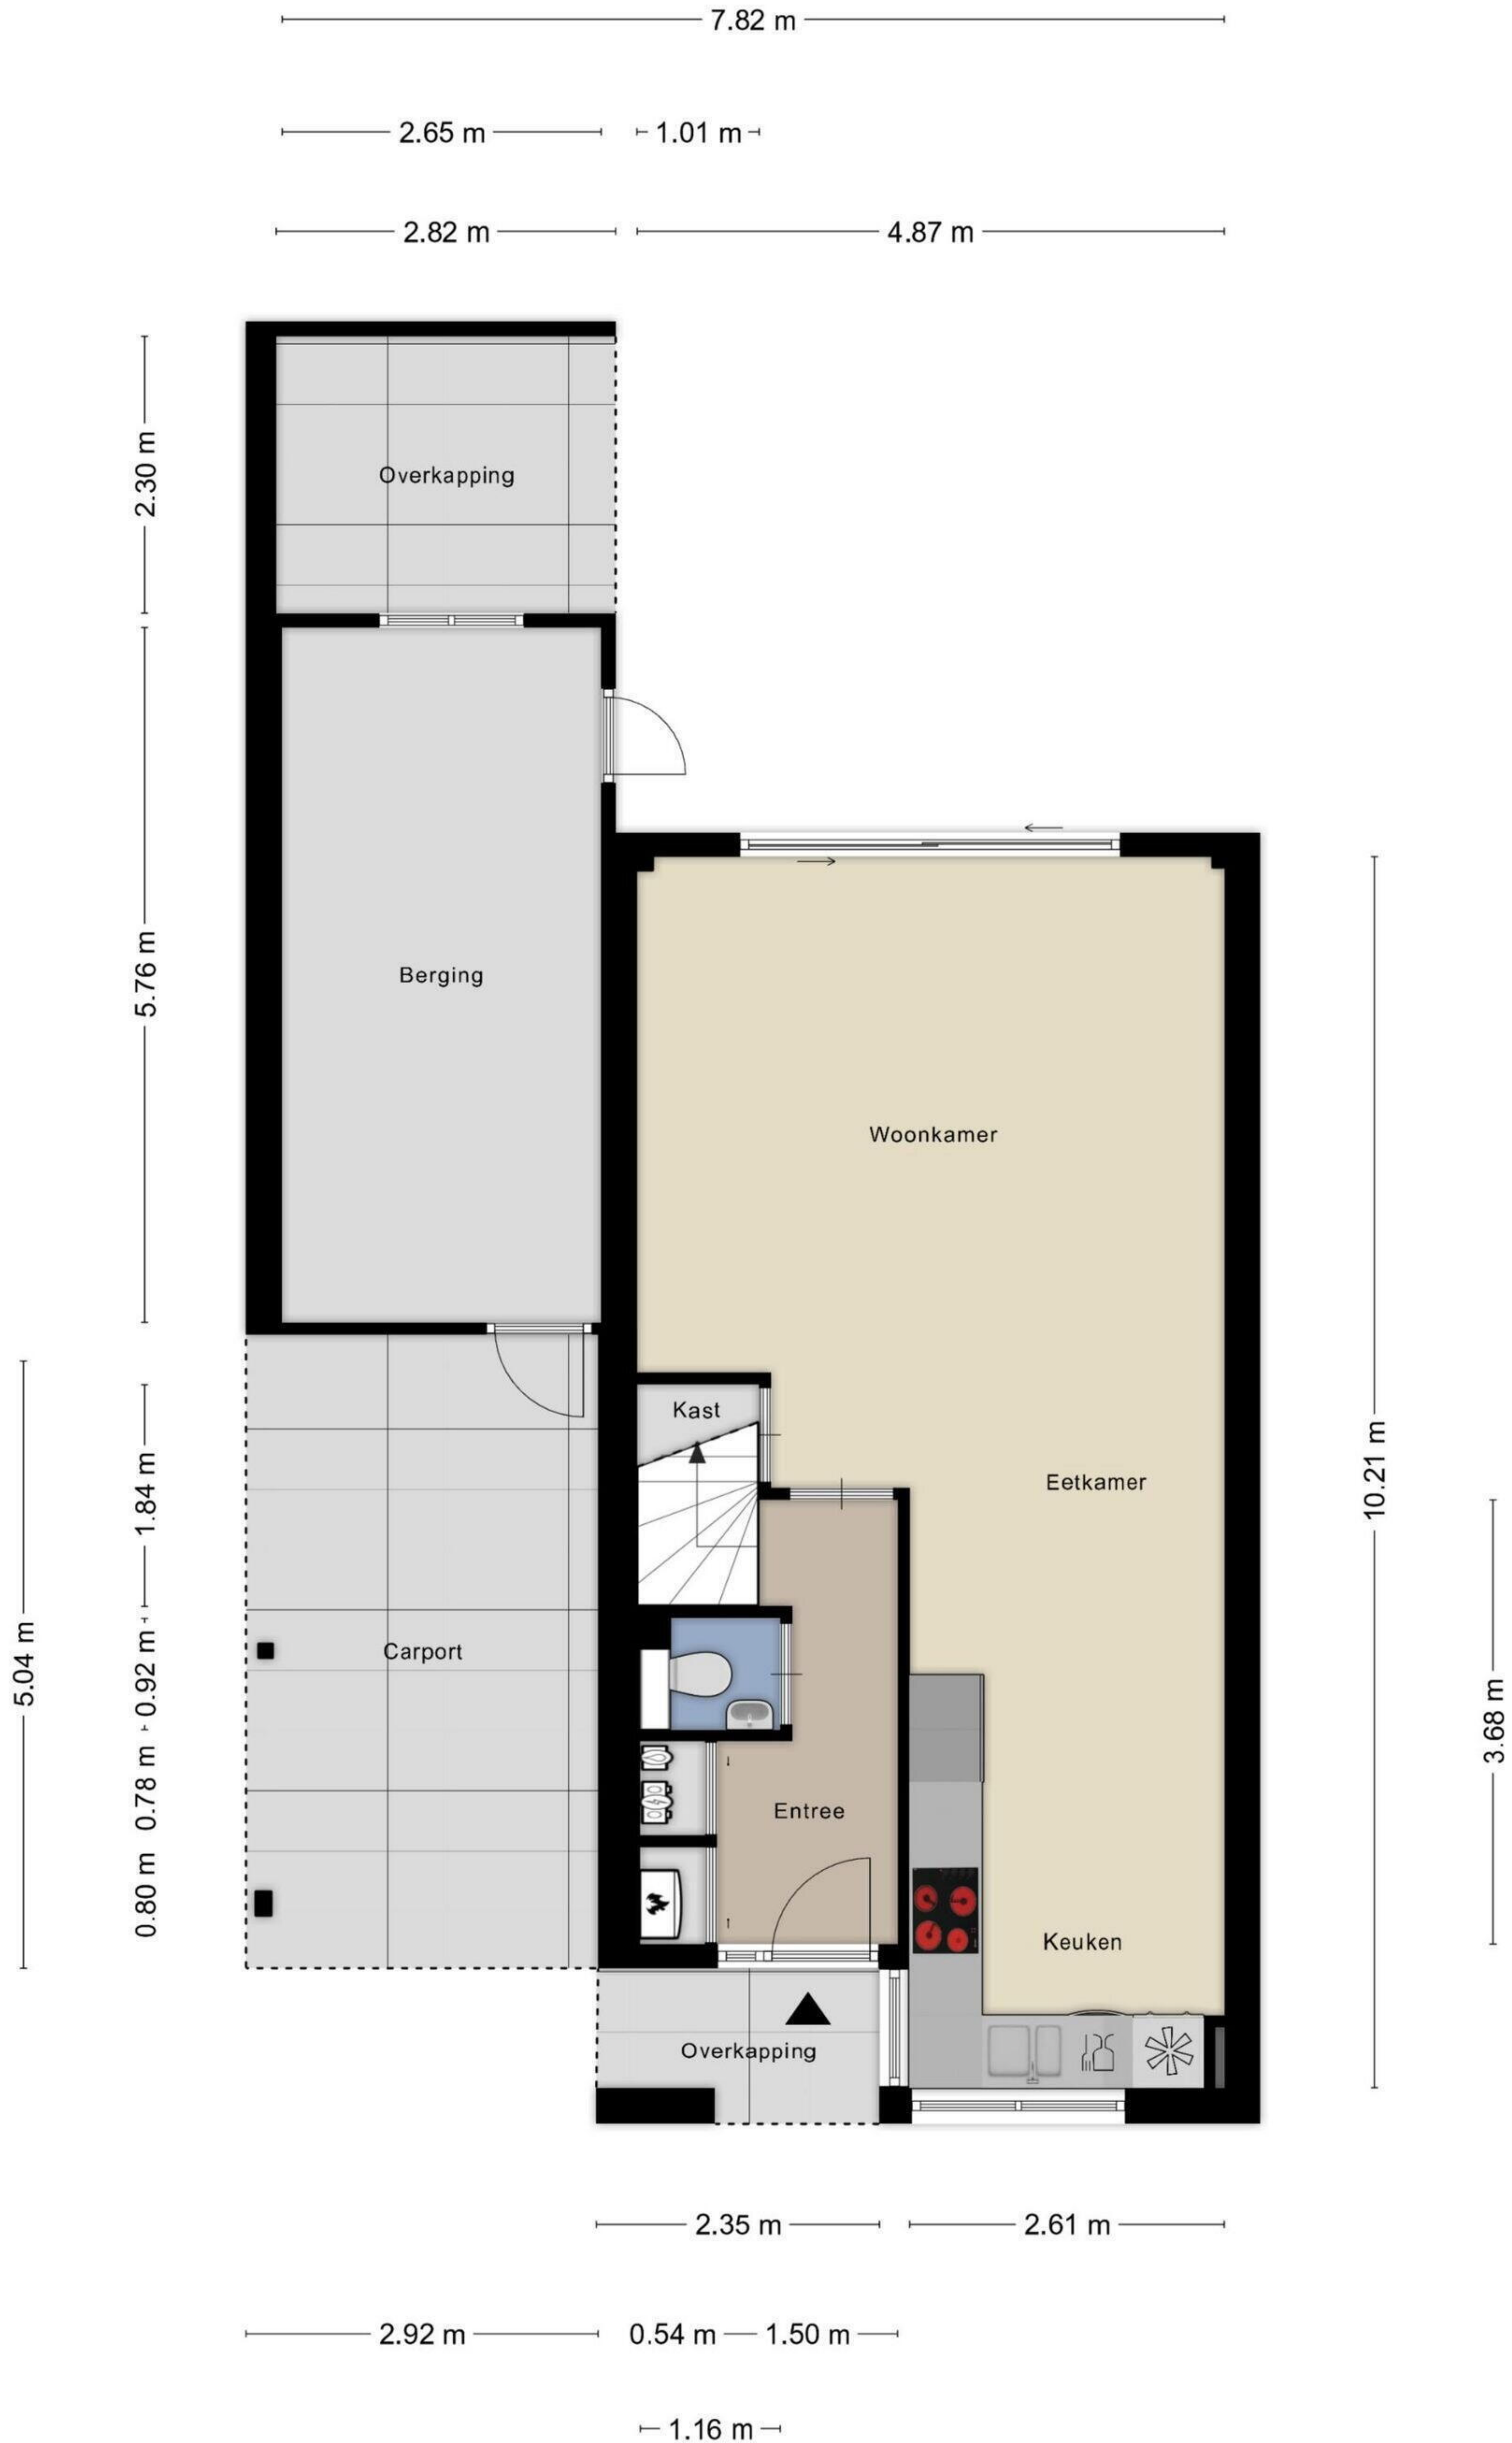 7.82 m
2.65 m
1.01 m
2.82 m
4.87 m
2.30 m
Overkapping
5.76 m
Berging
Woonkamer
Kast
1.84 m
Eetkamer
10.21 m
5.04 m
0.92 m
Carport
3.68 m
0.78 m
Entree
0.80 m
Keuken
Overkapping
2.35 m
2.61 m
2.92 m
0.54 m
1.50 m
1.16 m